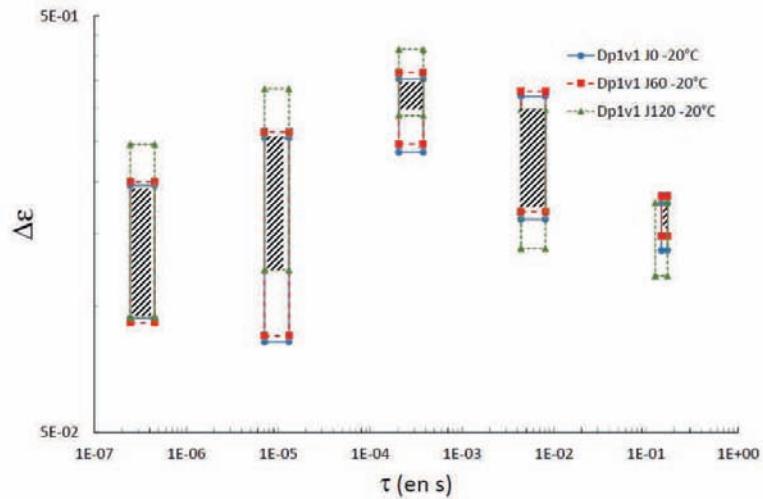 5E-01
Dp1v1 J0 -20°C
Dp1v1 J60 -20°C
Dp1v1 J120 -20°C
Δε
5E-02
1E-07 1E-06 1E-05 1E-04 1E-03 1E-02 1E-01 1E+00
τ (en s)